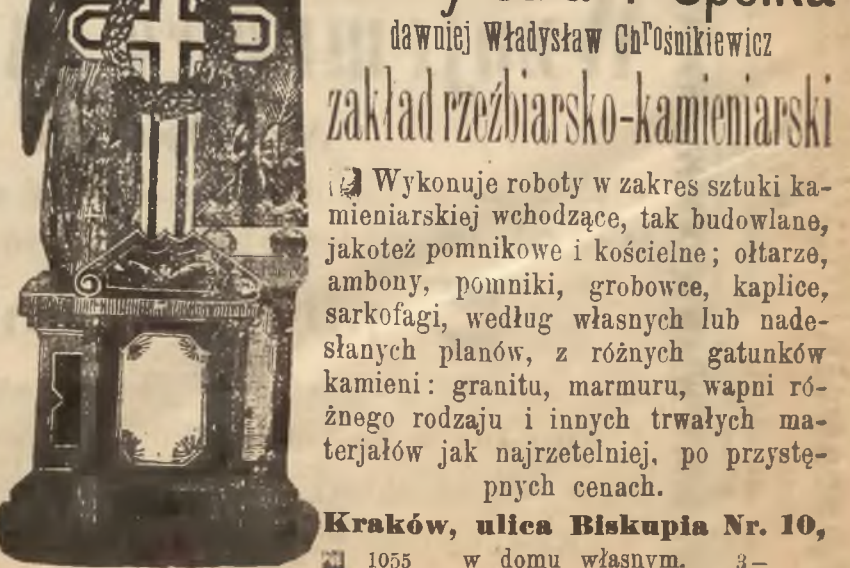 i Spółka
dawniej Władysław Chrośnikiewicz
zakład rzeźbiarsko-kamieniarski
Wykonuje roboty w zakres sztuki ka-
mieniarskiej wchodzące, tak budowlane,
jakoteż pomnikowe i kościelne; ołtarze,
ambony, pomniki, grobowce, kaplice,
sarkofagi, według własnych lub nade-
słanych planów, z różnych gatunków
kamieni: granitu, marmuru, wapni ró-
żnego rodzaju i innych trwałych ma-
terjałów jak najrzetelniej, po przystę-
pnych cenach.
Kraków, ulica Biskupia Nr. 10,
1055 w domu własnym. 3—